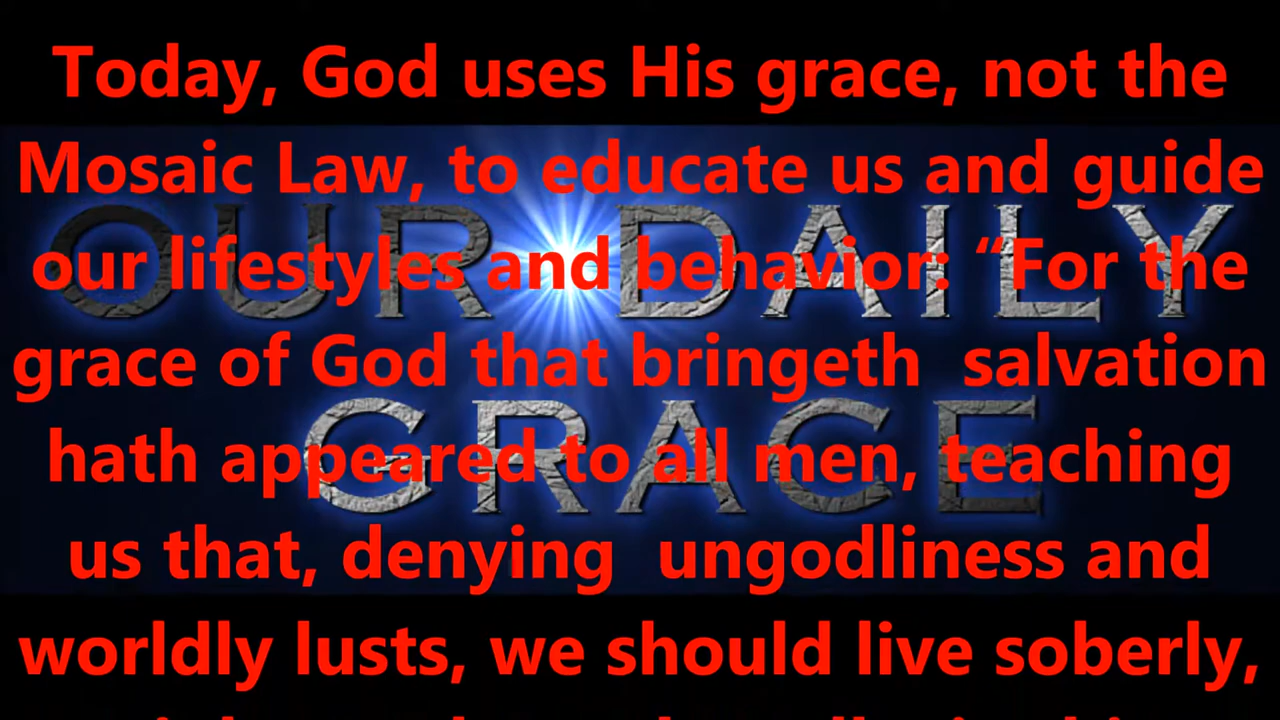 Today, God uses His grace, not the
Mosaic Law, to educate us and guide
our lifestyles and behavior: “For the
grace of God that bringeth salvation
hath appeared to all men, teaching
us that, denying ungodliness and
worldly lusts, we should live soberly,
OUR DAILY
GRACE